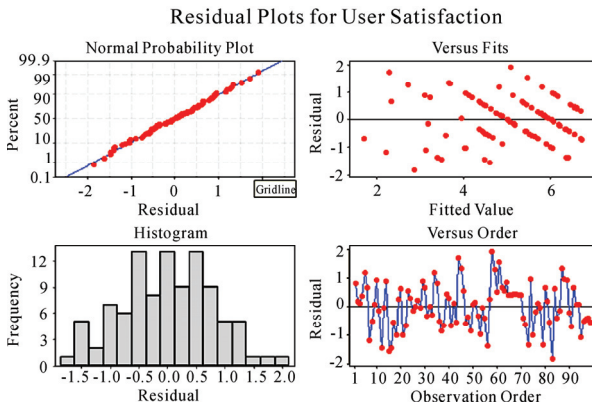 Residual Plots for User Satisfaction
Normal Probability Plot
99.9
99
90
50
10
1
0.1
Percent
-2 -1 0 1 2
Residual
Gridline
Versus Fits
2
1
0
-1
-2
Residual
2 4 6
Fitted Value
Histogram
12
9
6
3
0
Frequency
-1.5 -1.0 -0.5 0.0 0.5 1.0 1.5 2.0
Residual
Versus Order
2
1
0
-1
-2
Residual
1 10 20 30 40 50 60 70 80 90
Observation Order